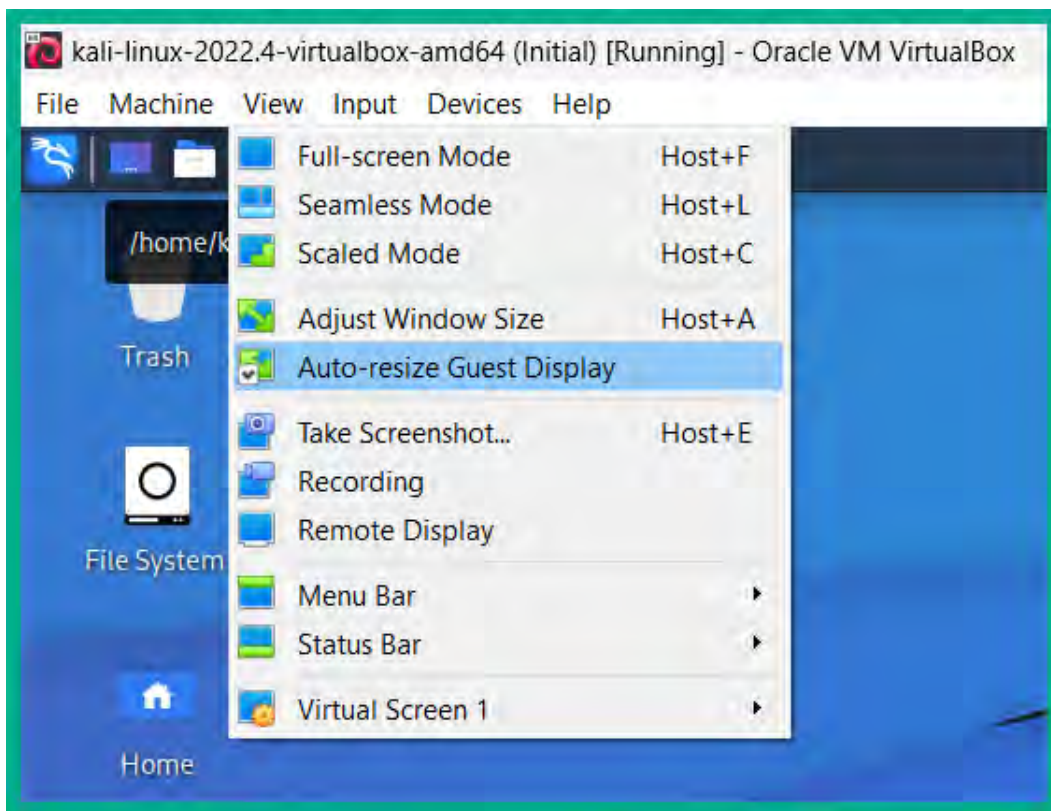 kali-linux-2022.4-virtualbox-amd64 (Initial) [Running] - Oracle VM VirtualBox
File Machine View Input Devices Help
Full-screen Mode Host+F
Seamless Mode Host+L
/home/k
Scaled Mode Host+C
Adjust Window Size Host+A
Trash
Auto-resize Guest Display
Take Screenshot... Host+E
Recording
Remote Display
File System
Menu Bar
Status Bar
Virtual Screen 1
Home